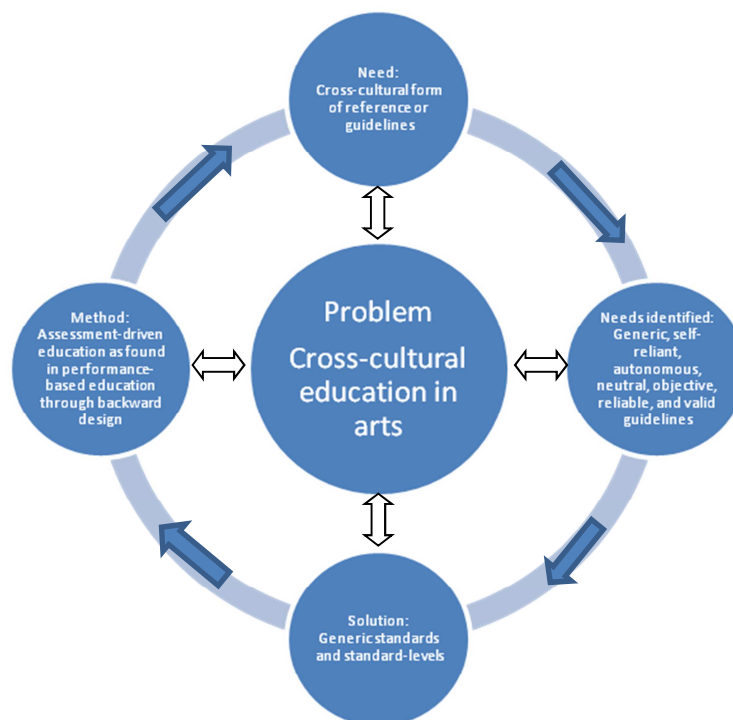 Need:
Cross-cultural form
of reference or
guidelines
Problem
Cross-cultural
education in
arts
Method:
Assessment-driven
education as found
in performance-
based education
through backward
design
Needs identified:
Generic, self-
reliant,
autonomous,
neutral, objective,
reliable, and valid
guidelines
Solution:
Generic standards
and standard-levels